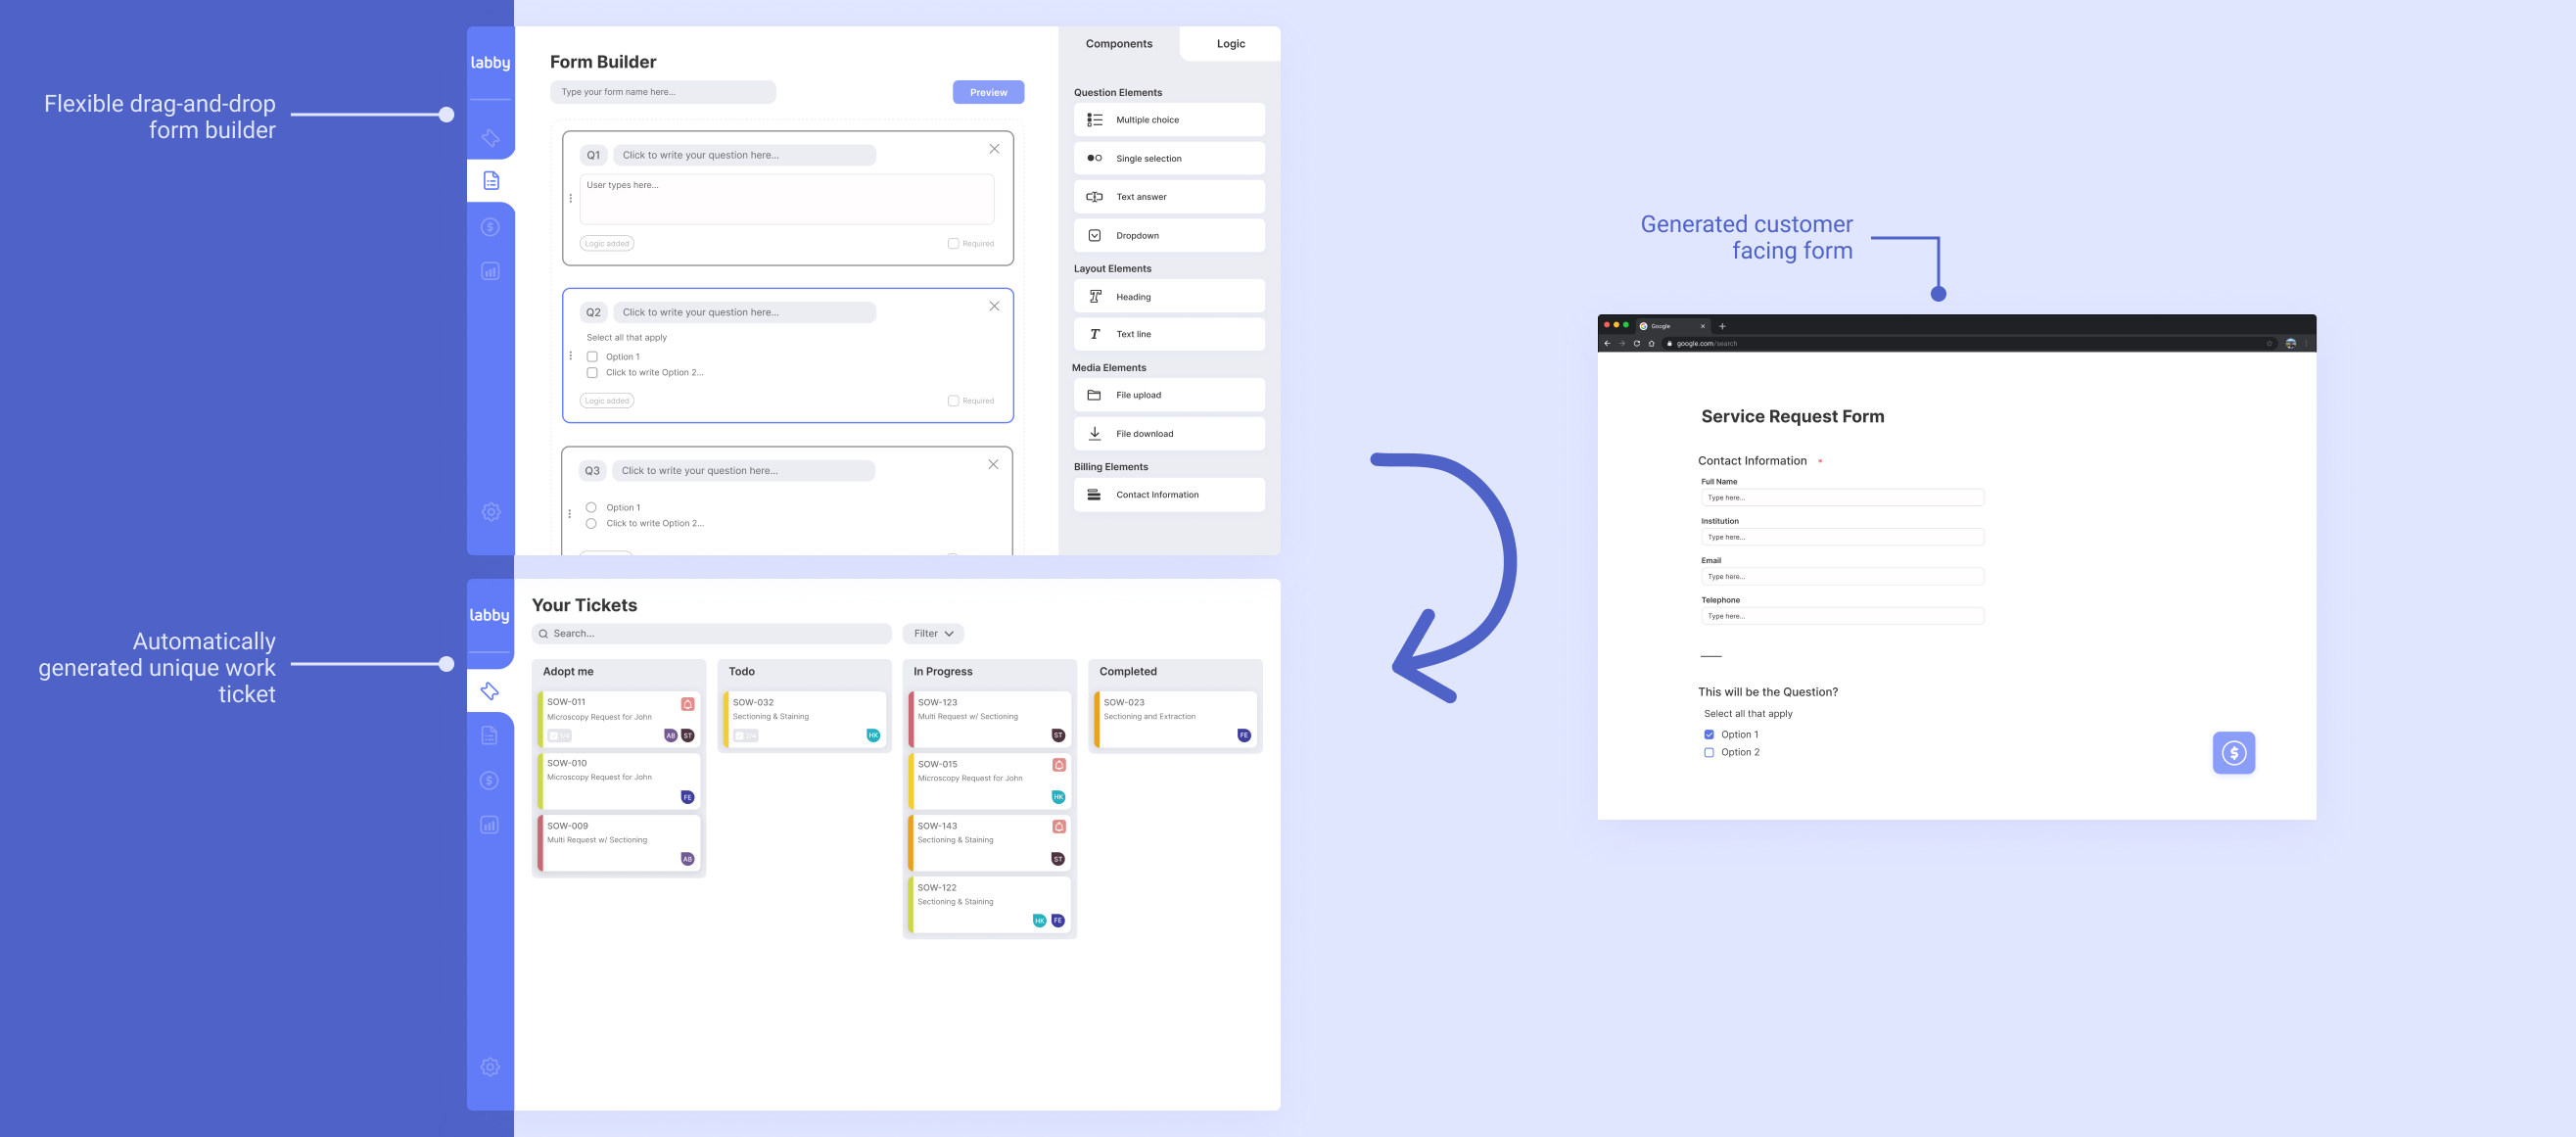 Flexible drag-and-drop
form builder
labby
Form Builder
Type your form name here...
Preview
Q1
Click to write your question here...
User types here...
Logic added
Required
Q2
Click to write your question here...
Select all that apply
Option 1
Click to write Option 2...
Logic added
Required
Q3
Click to write your question here...
Option 1
Click to write Option 2...
Components
Logic
Question Elements
Multiple choice
Single selection
Text answer
Dropdown
Layout Elements
Heading
Text line
Media Elements
File upload
File download
Billing Elements
Contact Information
Automatically
generated unique work
ticket
labby
Your Tickets
Search...
Filter
Adopt me
SOW-011
Microscopy Request for John
AB
ST
SOW-010
Microscopy Request for John
FE
SOW-009
Multi Request w/ Sectioning
AB
Todo
SOW-032
Sectioning & Staining
HK
In Progress
SOW-123
Multi Request w/ Sectioning
ST
SOW-015
Microscopy Request for John
HK
SOW-143
Sectioning & Staining
ST
SOW-122
Sectioning & Staining
HK
FE
Completed
SOW-023
Sectioning and Extraction
FE
Generated customer
facing form
Google
google.com/search
Service Request Form
Contact Information *
Full Name
Type here...
Institution
Type here...
Email
Type here...
Telephone
Type here...
This will be the Question?
Select all that apply
Option 1
Option 2